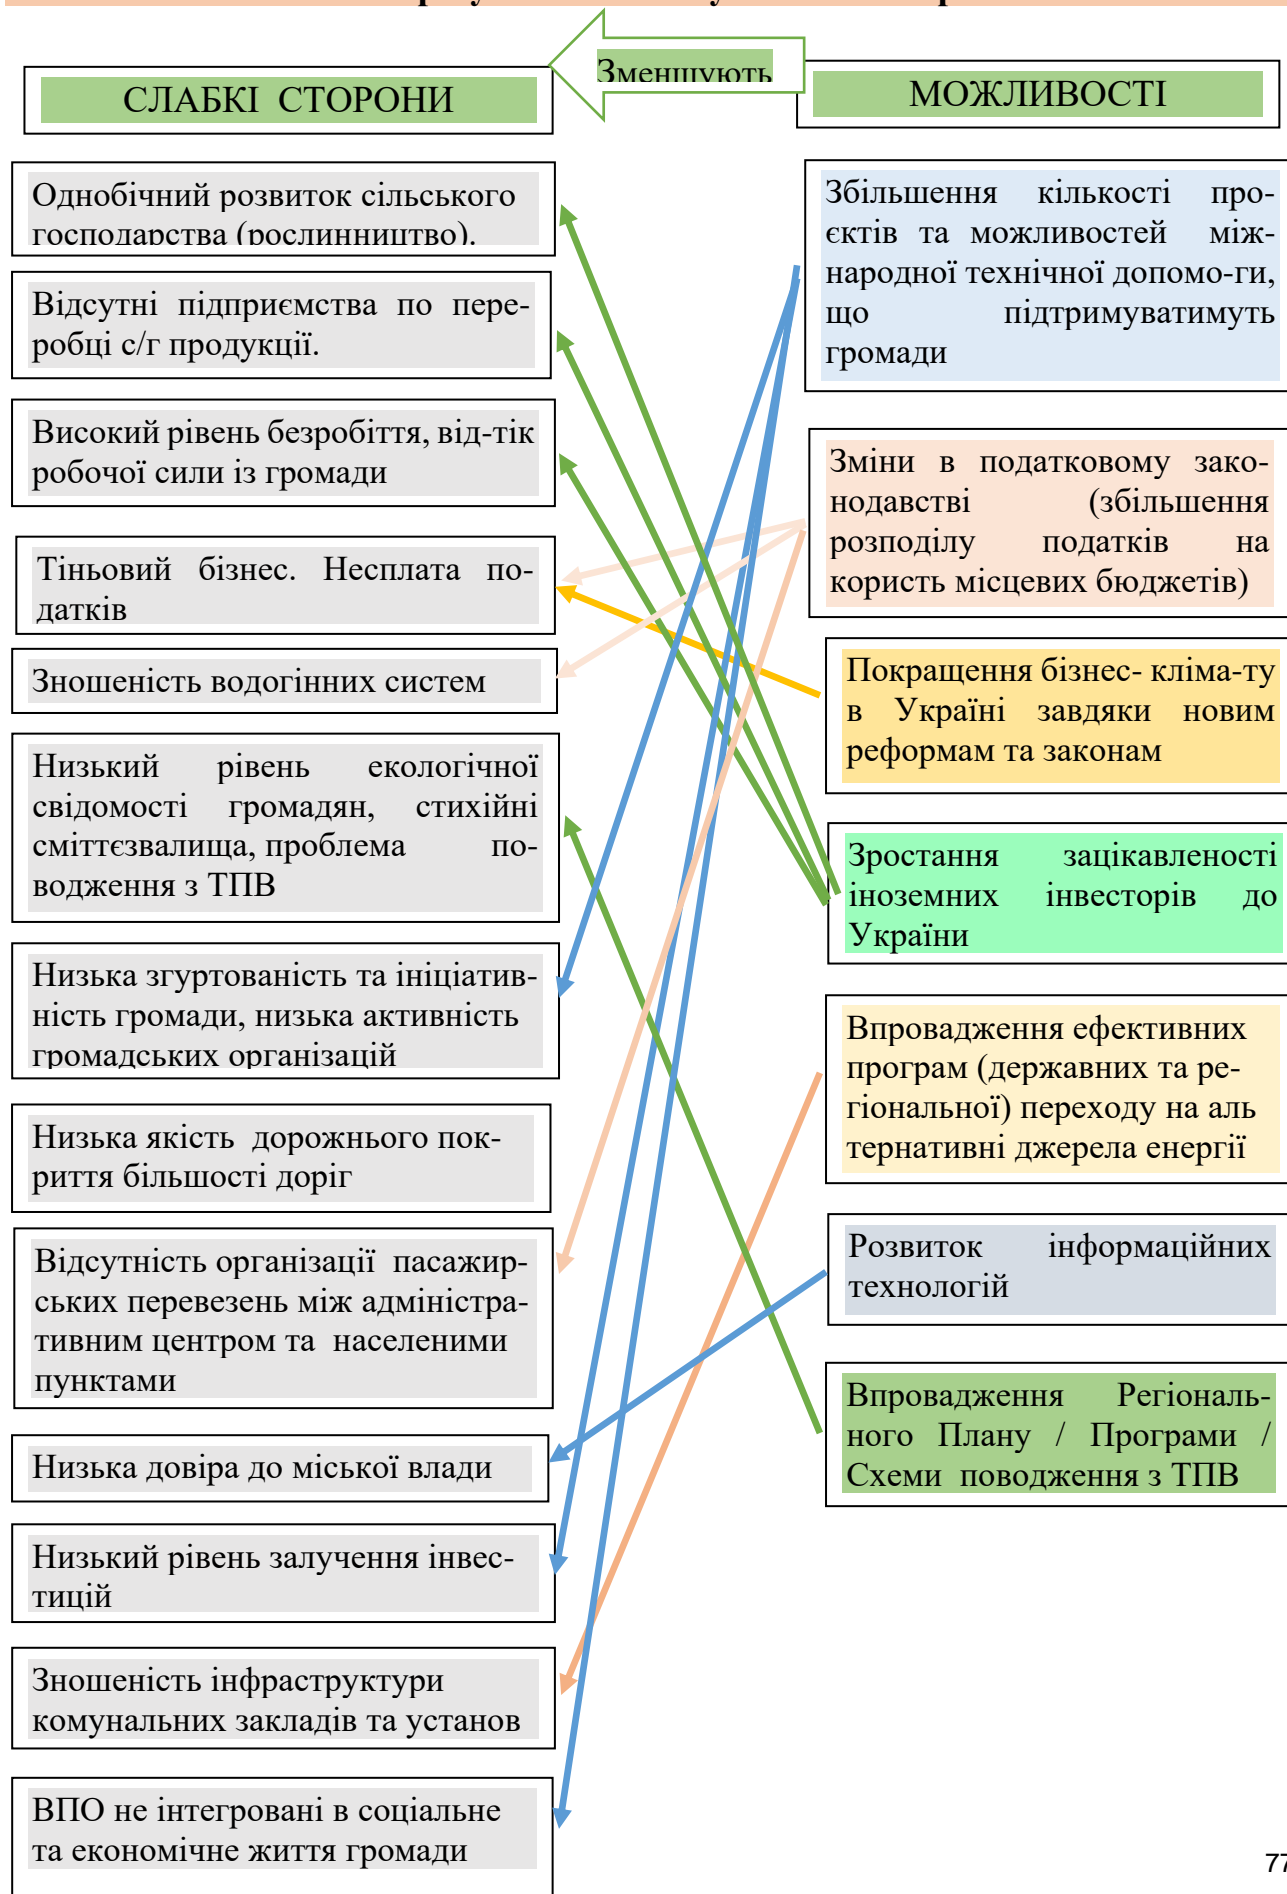 Зменшують
СЛАБКІ СТОРОНИ
МОЖЛИВОСТІ
Однобічний розвиток сільського
господарства (рослинництво).
Відсутні підприємства по пере-
робці с/г продукції.
Високий рівень безробіття, від-тік
робочої сили із громади
Тіньовий бізнес. Несплата по-
датків
Зношеність водогінних систем
Низький рівень екологічної
свідомості громадян, стихійні
сміттєзвалища, проблема по-
водження з ТПВ
Низька згуртованість та ініціатив-
ність громади, низька активність
громадських організацій
Низька якість дорожнього пок-
риття більшості доріг
Відсутність організації пасажир-
ських перевезень між адміністра-
тивним центром та населеними
пунктами
Низька довіра до міської влади
Низький рівень залучення інвес-
тицій
Зношеність інфраструктури
комунальних закладів та установ
ВПО не інтегровані в соціальне
та економічне життя громади
Збільшення кількості про-
єктів та можливостей між-
народної технічної допомо-ги,
що підтримуватимуть
громади
Зміни в податковому зако-
нодавстві (збільшення
розподілу податків на
користь місцевих бюджетів)
Покращення бізнес- кліма-ту
в Україні завдяки новим
реформам та законам
Зростання зацікавленості
іноземних інвесторів до
України
Впровадження ефективних
програм (державних та ре-
гіональної) переходу на аль
тернативні джерела енергії
Розвиток інформаційних
технологій
Впровадження Регіональ-
ного Плану / Програми /
Схеми поводження з ТПВ
77